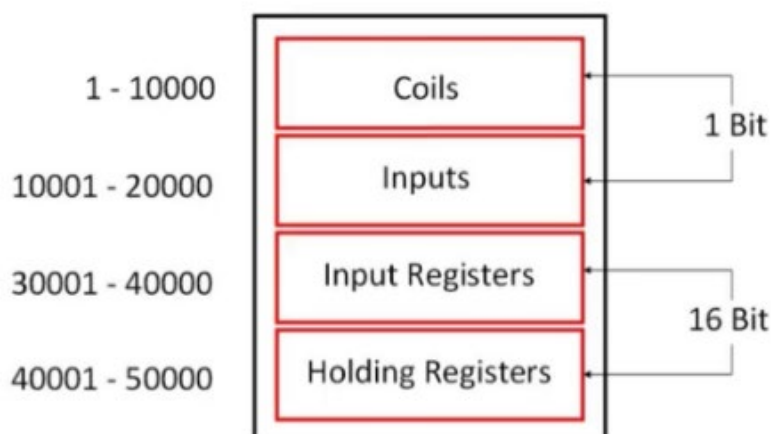 1 - 10000
Coils
1 Bit
10001 - 20000
Inputs
30001 - 40000
Input Registers
16 Bit
40001 - 50000
Holding Registers